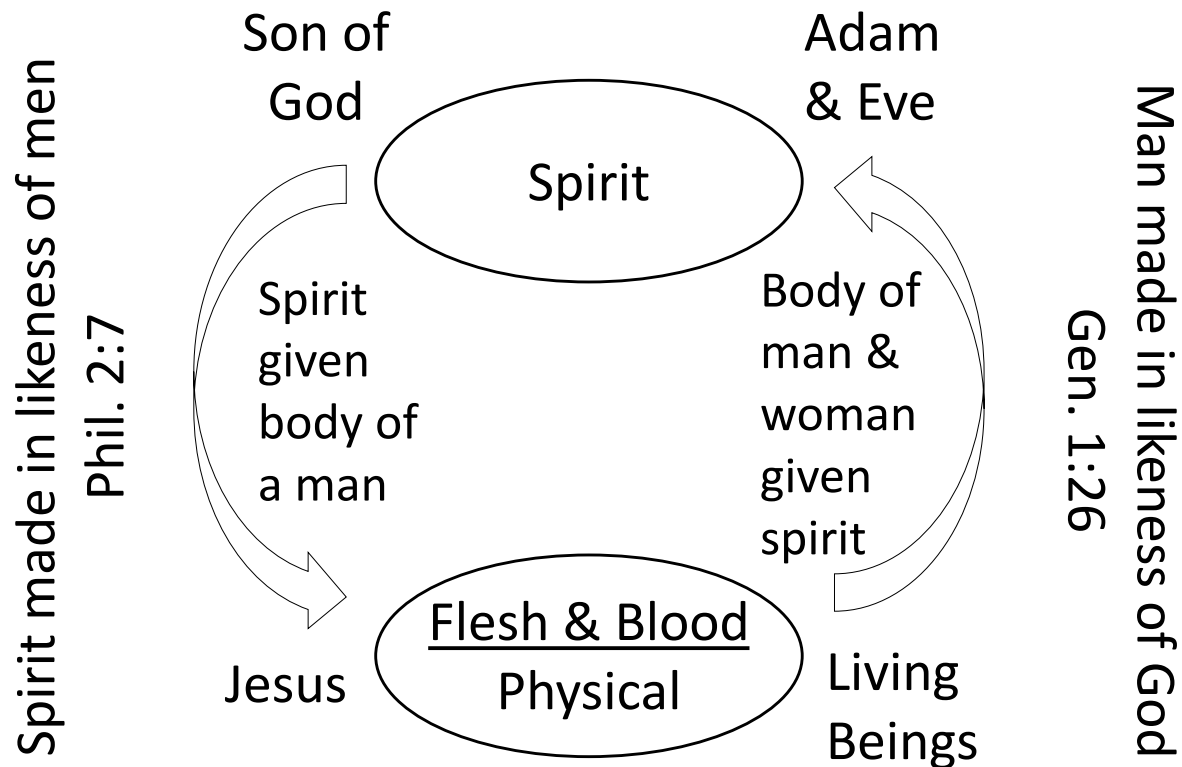 Spirit made in likeness of men
Phil. 2:7
Son of
God
Spirit
given
body of
a man
Jesus
Spirit
Flesh & Blood
Physical
Adam
& Eve
Body of
man &
woman
given
spirit
Living
Beings
Man made in likeness of God
Gen. 1:26